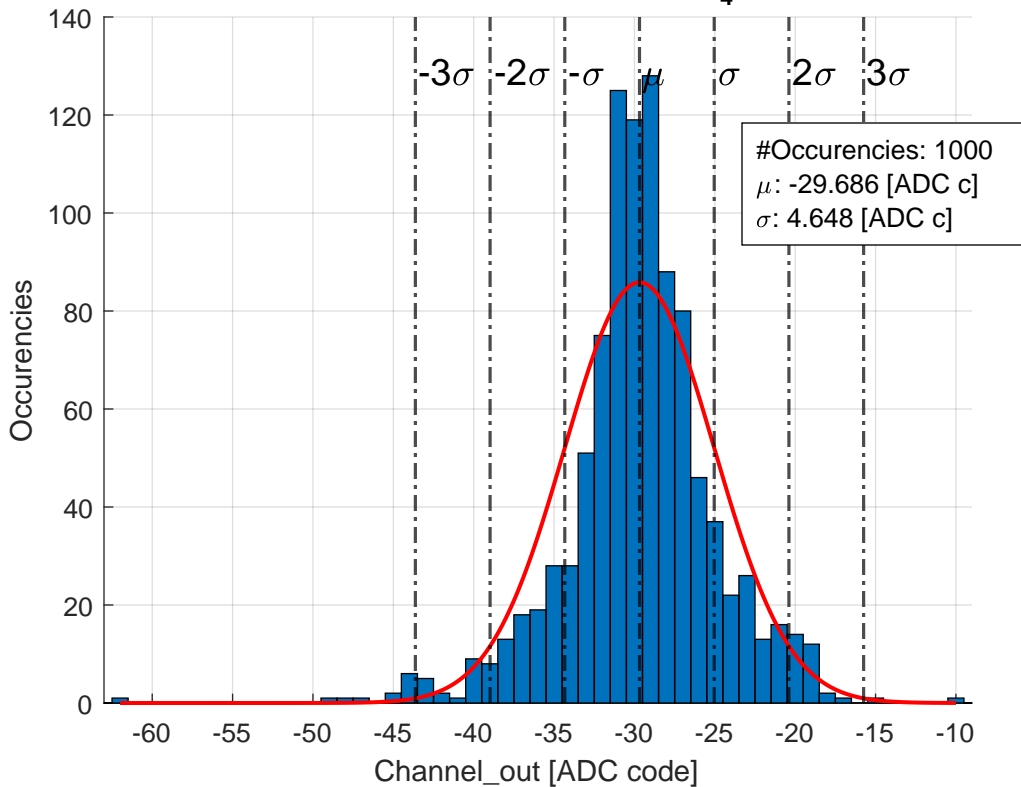 4
140
120
100
80
60
40
20
0
-3σ -2σ -σ μ σ 2σ 3σ
#Occurencies: 1000
μ: -29.686 [ADC c]
σ: 4.648 [ADC c]
Occurencies
-60 -55 -50 -45 -40 -35 -30 -25 -20 -15 -10
Channel_out [ADC code]